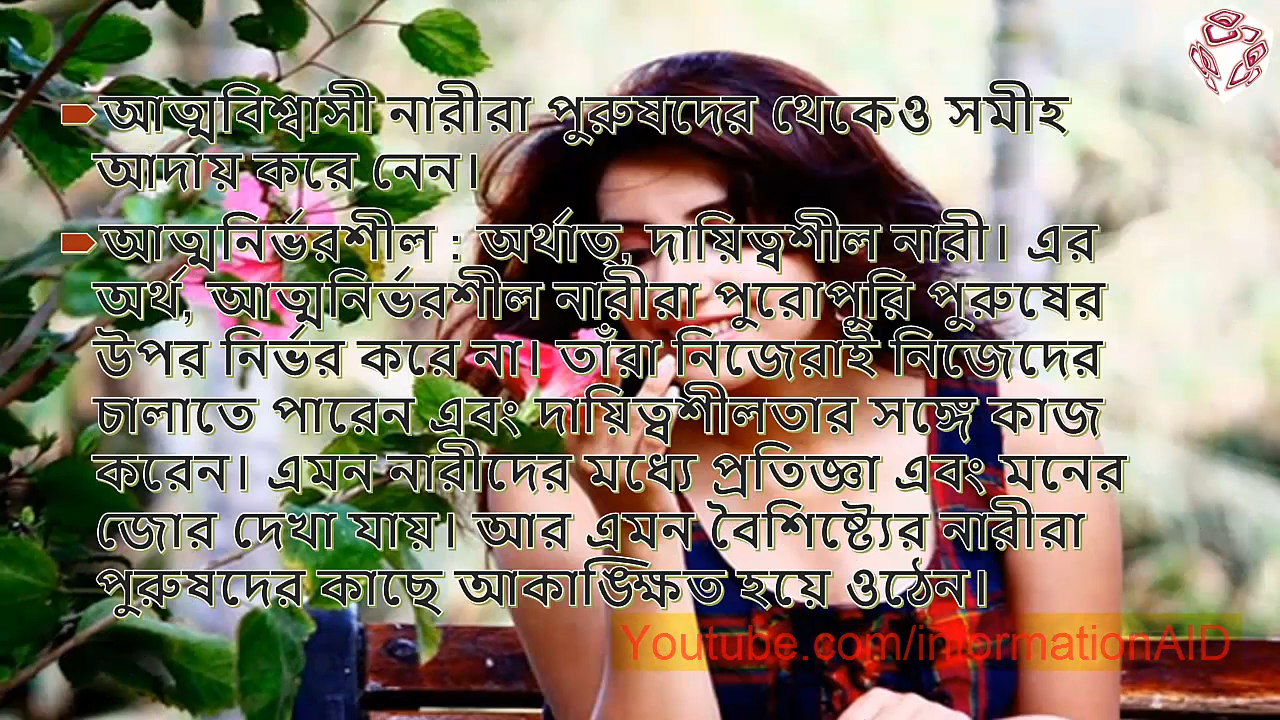 আত্মবিশ্বাসী নারীরা পুরুষদের থেকেও সমীহ
আদায় করে নেন।
আত্মনির্ভরশীল : অর্থাত্‍ দায়িত্বশীল নারী। এর
অর্থ, আত্মনির্ভরশীল নারীরা পুরোপুরি পুরুষের
উপর নির্ভর করে না। তাঁরা নিজেরাই নিজেদের
চালাতে পারেন এবং দায়িত্বশীলতার সঙ্গে কাজ
করেন। এমন নারীদের মধ্যে প্রতিজ্ঞা এবং মনের
জোর দেখা যায়। আর এমন বৈশিষ্ট্যের নারীরা
পুরুষদের কাছে আকাঙ্ক্ষিত হয়ে ওঠেন।
Youtube.com/informationAID